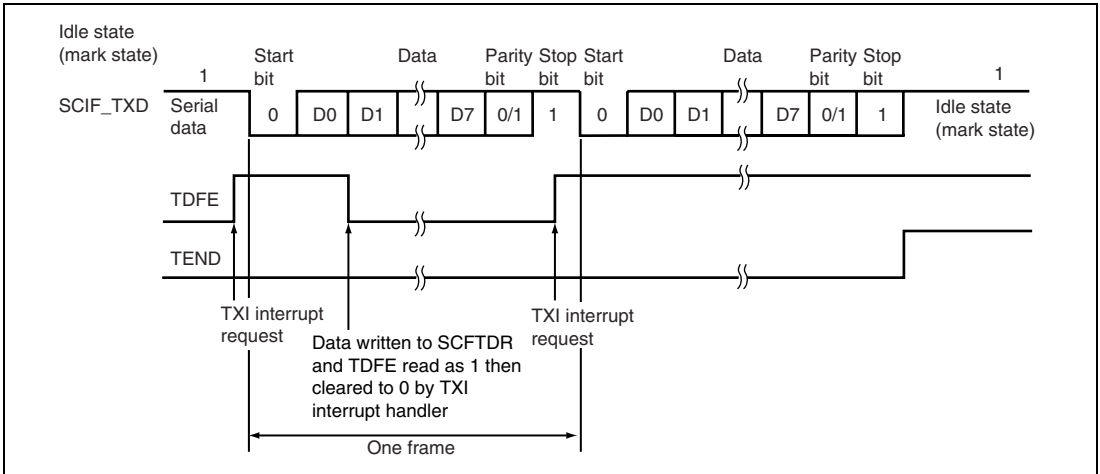 Idle state
(mark state)
1
Start
bit
Data
Parity
bit
Stop
bit
Start
bit
Data
Parity
bit
Stop
bit
1
SCIF_TXD
Serial
data
0 D0 D1 D7 0/1 1 0 D0 D1 D7 0/1 1
Idle state
(mark state)
TDFE
TEND
TXI interrupt
request
Data written to SCFTDR
and TDFE read as 1 then
cleared to 0 by TXI
interrupt handler
TXI interrupt
request
One frame